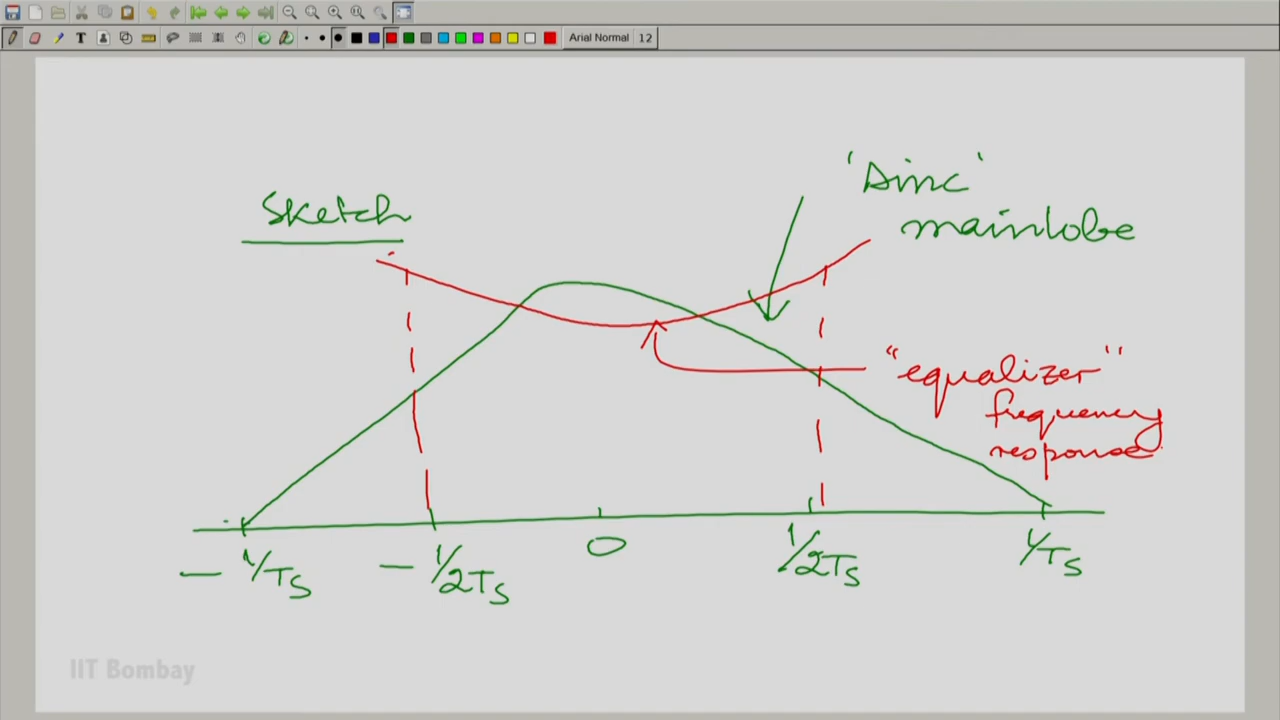 Arial Normal 12
Sketch
'Sinc'
mainlobe
"equalizer"
frequency
response
- 1/Ts
- 1/2Ts
0
1/2Ts
1/Ts
IIT Bombay